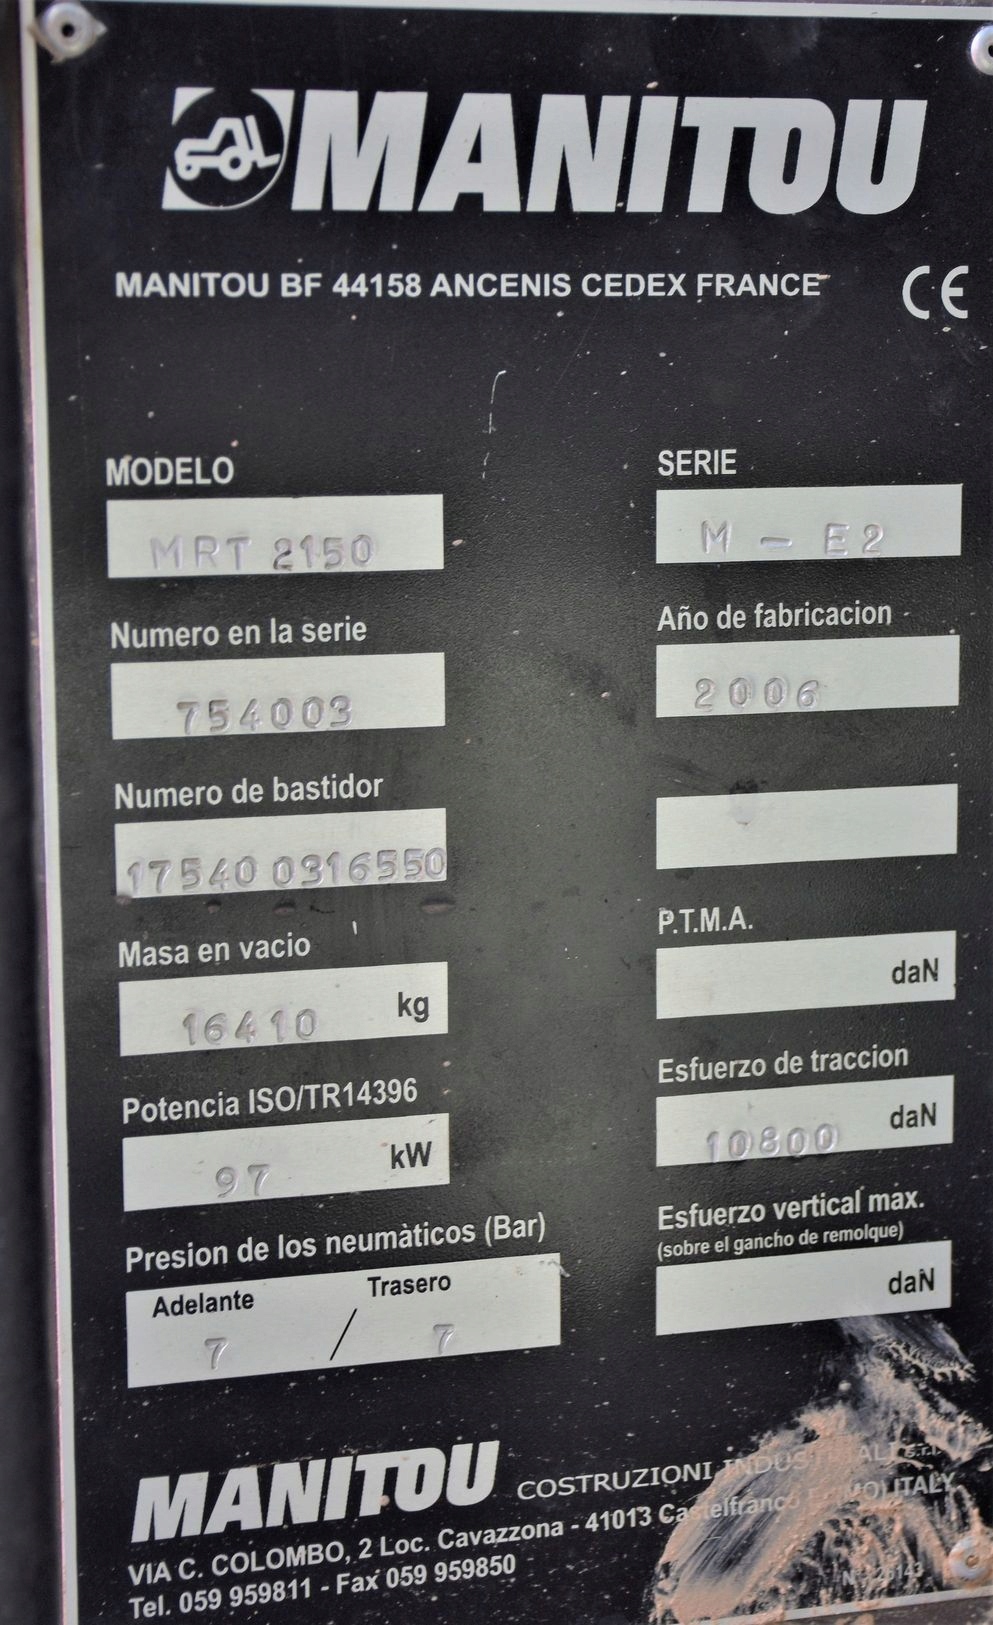 MANITOU
MANITOU BF 44158 ANCENIS CEDEX FRANCE CE
MODELO
MRT 2150
SERIE
M - E2
Numero en la serie
754003
Año de fabricacion
2006
Numero de bastidor
17540 0316550
Masa en vacio
16410 kg
P.T.M.A.
daN
Potencia ISO/TR14396
97 kW
Esfuerzo de traccion
10800 daN
Presion de los neumàticos (Bar)
Adelante / Trasero
7 7
Esfuerzo vertical max.
(sobre el gancho de remolque)
daN
MANITOU COSTRUZIONI INDUSTRIALI s.r.l.
VIA C. COLOMBO, 2 Loc. Cavazzona - 41013 Castelfranco E. ITALY
Tel. 059 959811 - Fax 059 959850